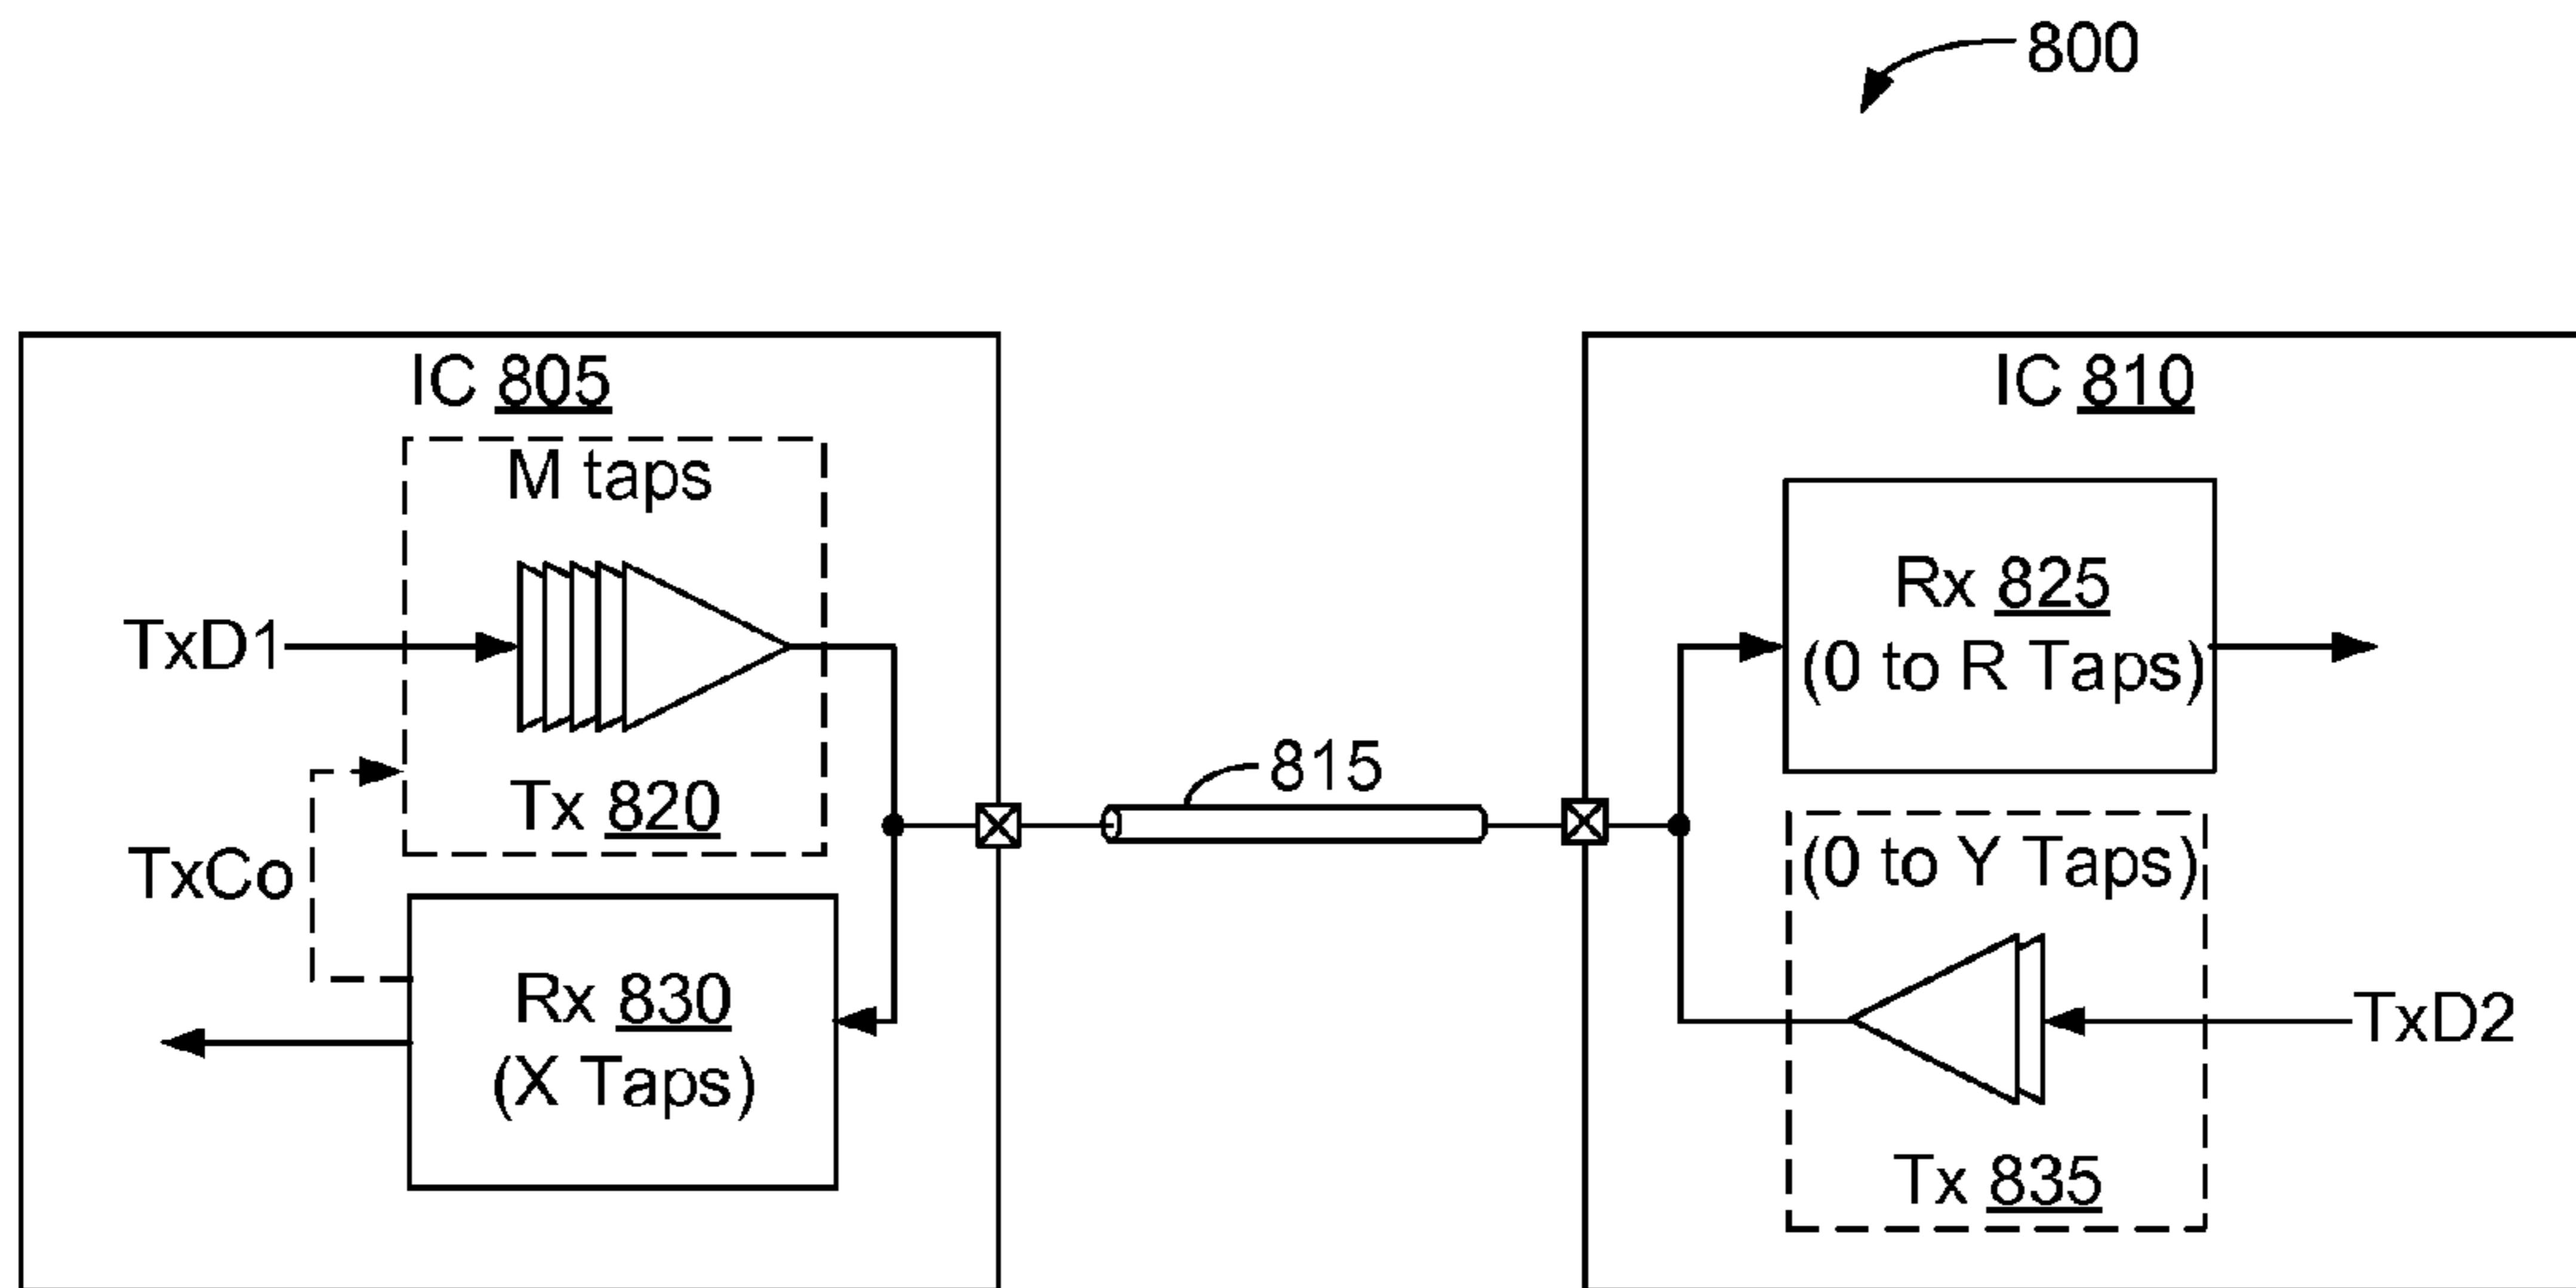 800
IC 805
M taps
TxD1
Tx 820
TxCo
Rx 830
(X Taps)
815
IC 810
Rx 825
(0 to R Taps)
(0 to Y Taps)
TxD2
Tx 835